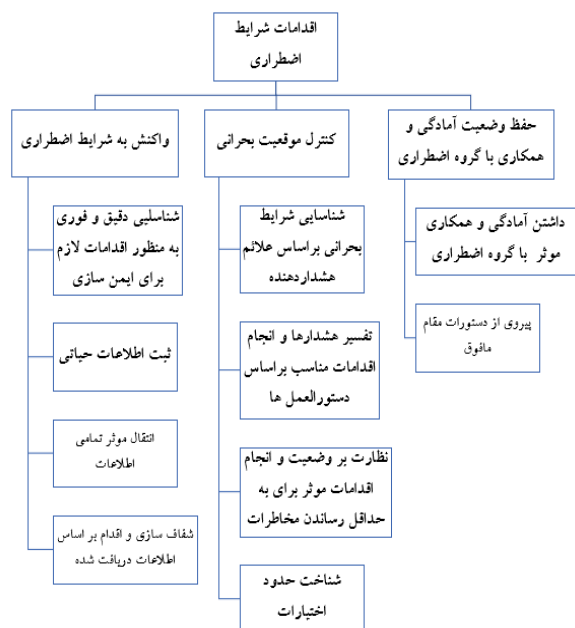 اقدامات شرایط
اضطراری
حفظ وضعیت آمادگی و
همکاری با گروه اضطراری
داشتن آمادگی و همکاری
موثر با گروه اضطراری
پیروی از دستورات مقام
مافوق
کنترل موقعیت بحرانی
شناسایی شرایط
بحرانی براساس علائم
هشداردهنده
تفسیر هشدارها و انجام
اقدامات مناسب براساس
دستورالعمل ها
نظارت بر وضعیت و انجام
اقدامات موثر برای به
حداقل رساندن مخاطرات
شناخت حدود
اختیارات
واکنش به شرایط اضطراری
شناسلیی دقیق و فوری
به منظور اقدامات لازم
برای ایمن سازی
ثبت اطلاعات حیاتی
انتقال موثر تمامی
اطلاعات
شفاف سازی و اقدام بر اساس
اطلاعات دریافت شده